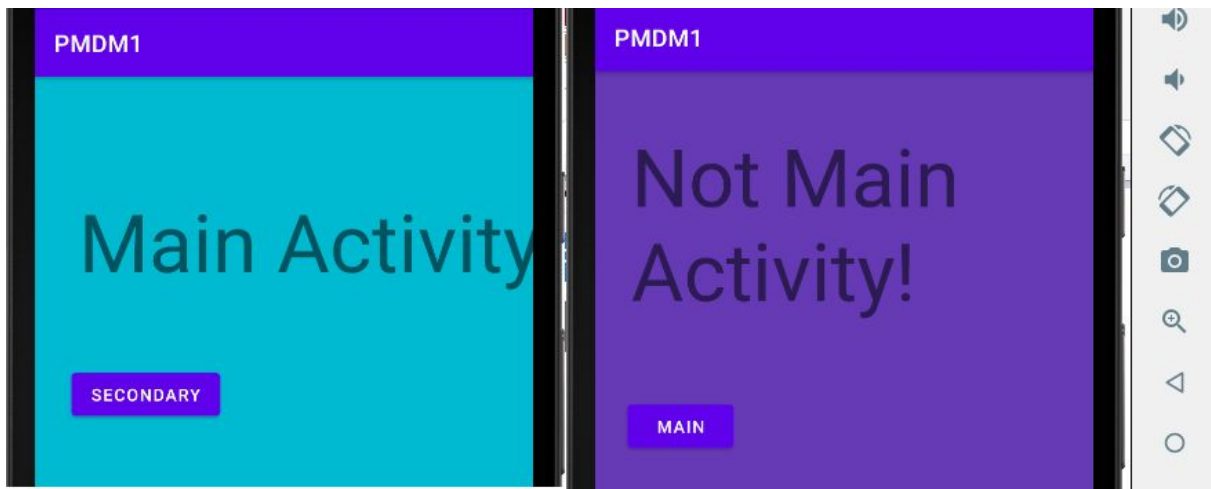 PMDM1
Main Activity
SECONDARY
PMDM1
Not Main
Activity!
MAIN